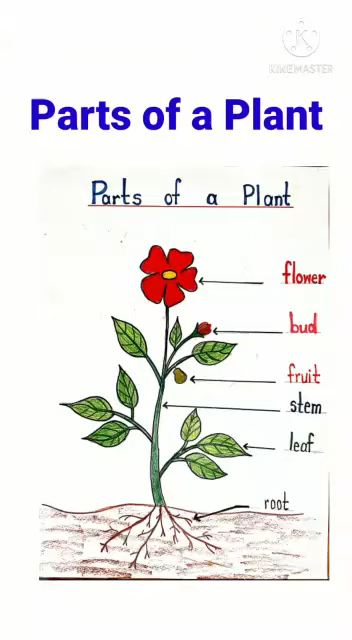 KINEMASTER
Parts of a Plant
Parts of a Plant
flower
bud
fruit
stem
leaf
root